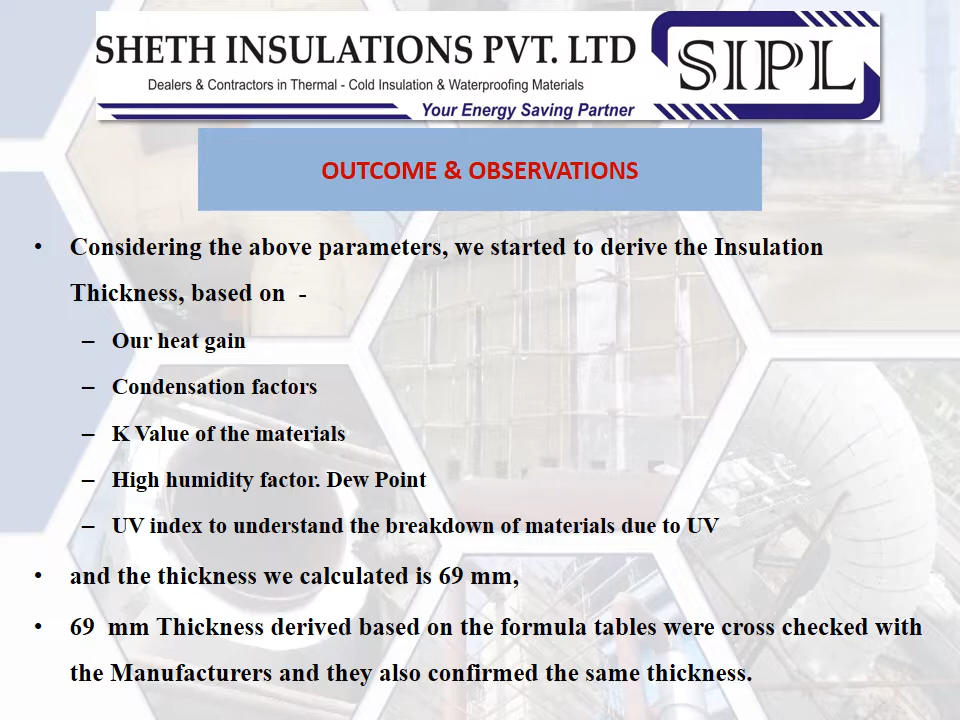 SHETH INSULATIONS PVT. LTD
SIPL
Dealers & Contractors in Thermal - Cold Insulation & Waterproofing Materials
Your Energy Saving Partner
OUTCOME & OBSERVATIONS
• Considering the above parameters, we started to derive the Insulation
Thickness, based on -
– Our heat gain
– Condensation factors
– K Value of the materials
– High humidity factor. Dew Point
– UV index to understand the breakdown of materials due to UV
• and the thickness we calculated is 69 mm,
• 69 mm Thickness derived based on the formula tables were cross checked with
the Manufacturers and they also confirmed the same thickness.